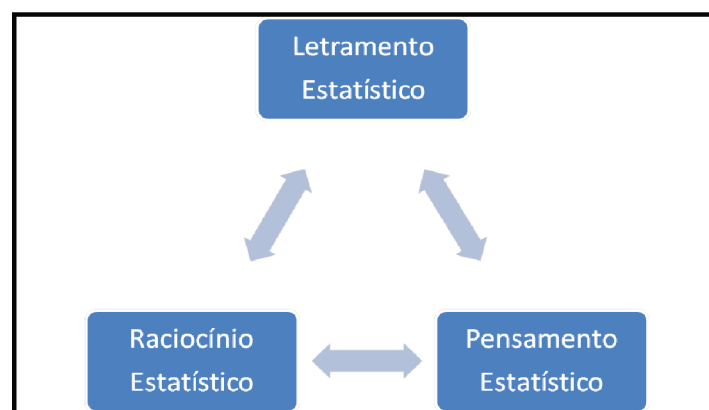 Letramento
Estatístico
Raciocínio
Estatístico
Pensamento
Estatístico